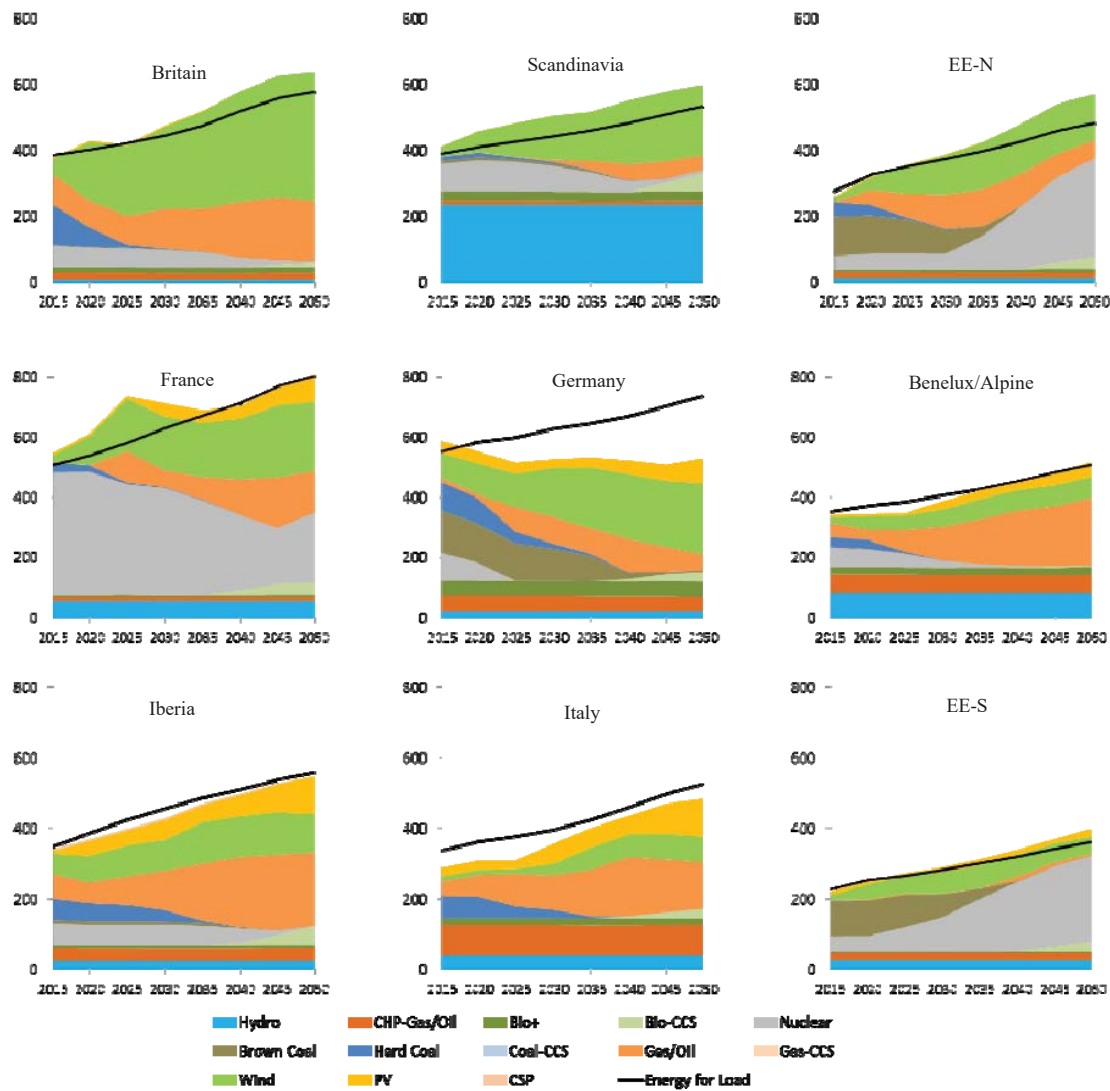 800 800 800
Britain Scandinavia EE-N
600 600 600
400 400 400
200 200 200
0 0 0
2015 2020 2025 2030 2035 2040 2045 2050 2015 2020 2025 2030 2035 2040 2045 2050 2015 2020 2025 2030 2035 2040 2045 2050
France Germany Benelux/Alpine
800 800 800
600 600 600
400 400 400
200 200 200
0 0 0
2015 2020 2025 2030 2035 2040 2045 2050 2015 2020 2025 2030 2035 2040 2045 2050 2015 2020 2025 2030 2035 2040 2045 2050
800 800 800
Iberia Italy EE-S
600 600 600
400 400 400
200 200 200
0 0 0
2015 2020 2025 2030 2035 2040 2045 2050 2015 2020 2025 2030 2035 2040 2045 2050 2015 2020 2025 2030 2035 2040 2045 2050
Hydro CHP-Gas/Oil Bio+ Bio-CCS Nuclear
Brown Coal Hard Coal Coal-CCS Gas/Oil Gas-CCS
Wind PV CSP Energy for Load